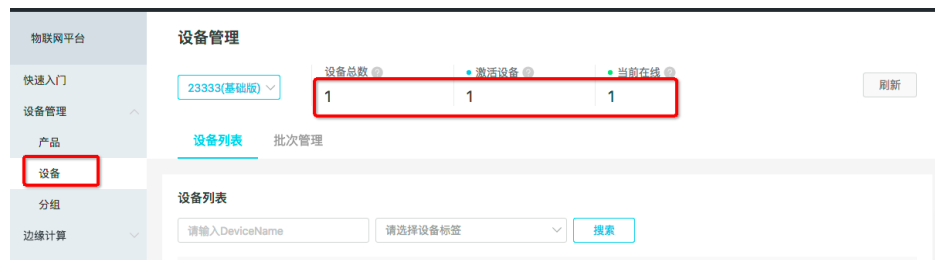 物联网平台
快速入门
设备管理
产品
设备
分组
边缘计算
设备管理
23333(基础版)
设备总数
1
激活设备
1
当前在线
1
刷新
设备列表 批次管理
设备列表
请输入DeviceName 请选择设备标签 搜索